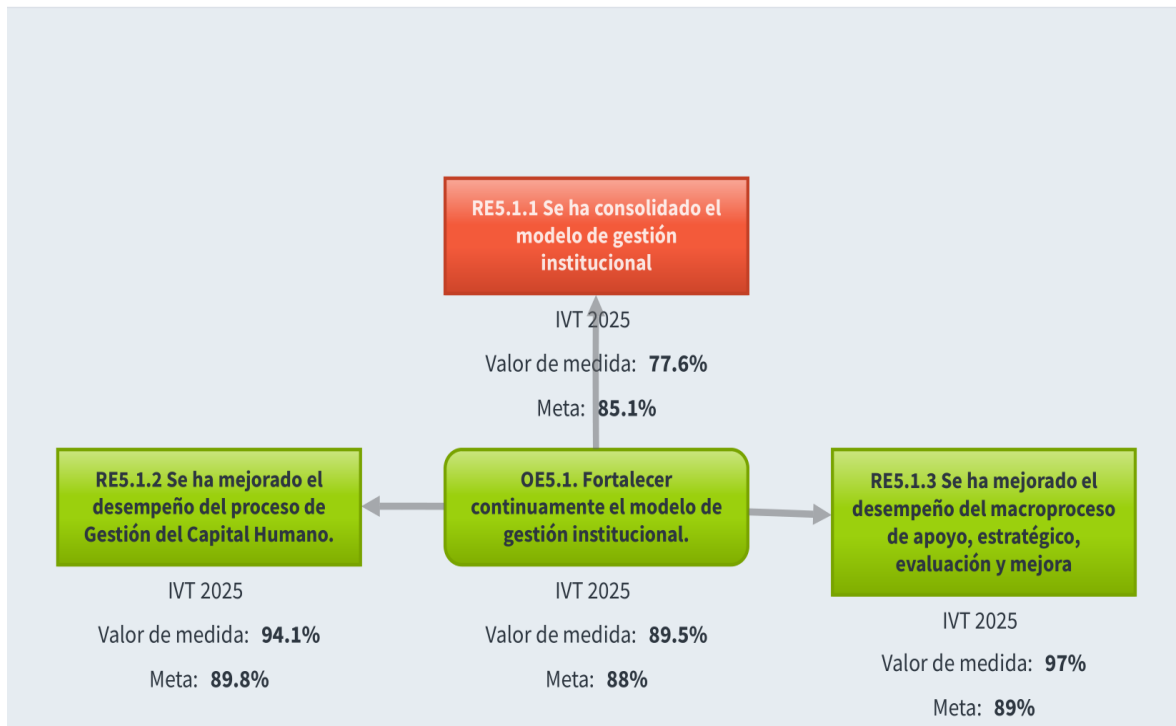 RE5.1.1 Se ha consolidado el
modelo de gestión
institucional
IVT 2025
Valor de medida: 77.6%
Meta: 85.1%
RE5.1.2 Se ha mejorado el
desempeño del proceso de
Gestión del Capital Humano.
IVT 2025
Valor de medida: 94.1%
Meta: 89.8%
OE5.1. Fortalecer
continuamente el modelo de
gestión institucional.
IVT 2025
Valor de medida: 89.5%
Meta: 88%
RE5.1.3 Se ha mejorado el
desempeño del macroproceso
de apoyo, estratégico,
evaluación y mejora
IVT 2025
Valor de medida: 97%
Meta: 89%